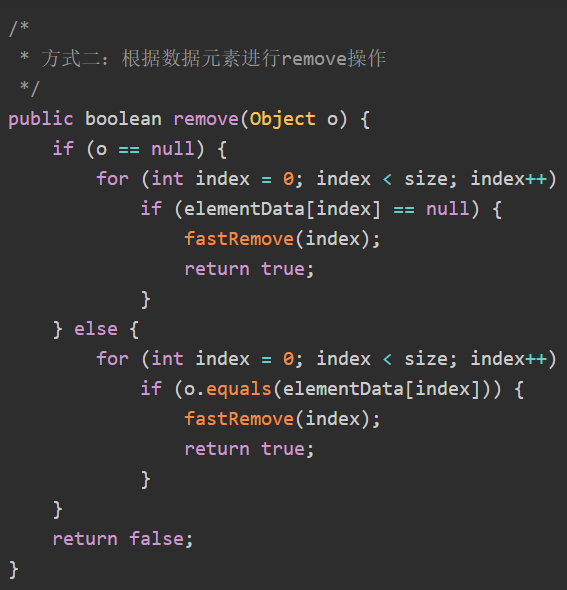 /*
 * 方式二：根据数据元素进行remove操作
 */
public boolean remove(Object o) {
    if (o == null) {
        for (int index = 0; index < size; index++)
            if (elementData[index] == null) {
                fastRemove(index);
                return true;
            }
    } else {
        for (int index = 0; index < size; index++)
            if (o.equals(elementData[index])) {
                fastRemove(index);
                return true;
            }
    }
    return false;
}